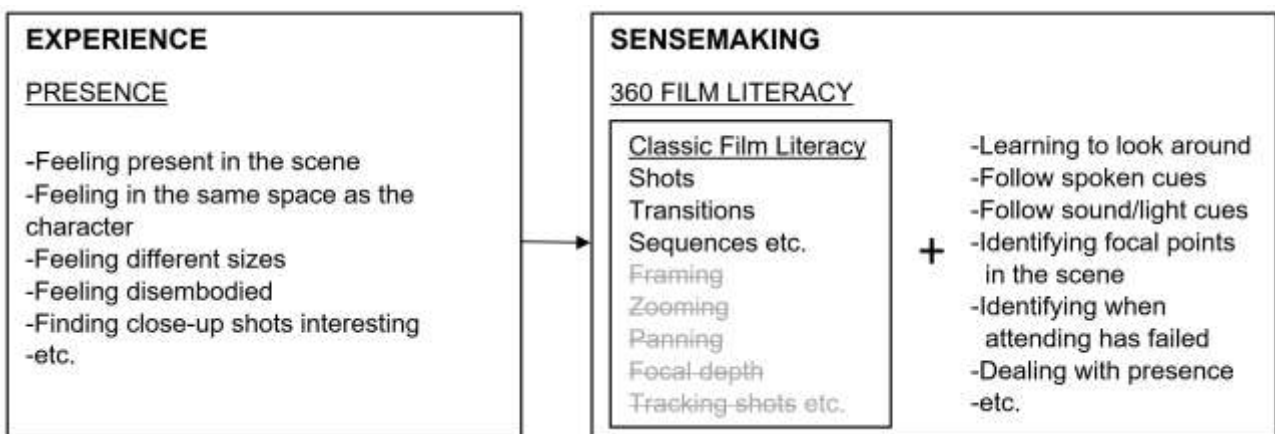 EXPERIENCE
PRESENCE
-Feeling present in the scene
-Feeling in the same space as the
character
-Feeling different sizes
-Feeling disembodied
-Finding close-up shots interesting
-etc.
SENSEMAKING
360 FILM LITERACY
Classic Film Literacy
Shots
Transitions
Sequences etc.
Framing
Zooming
Panning
Focal depth
Tracking shots etc.
+
-Learning to look around
-Follow spoken cues
-Follow sound/light cues
-Identifying focal points
in the scene
-Identifying when
attending has failed
-Dealing with presence
-etc.